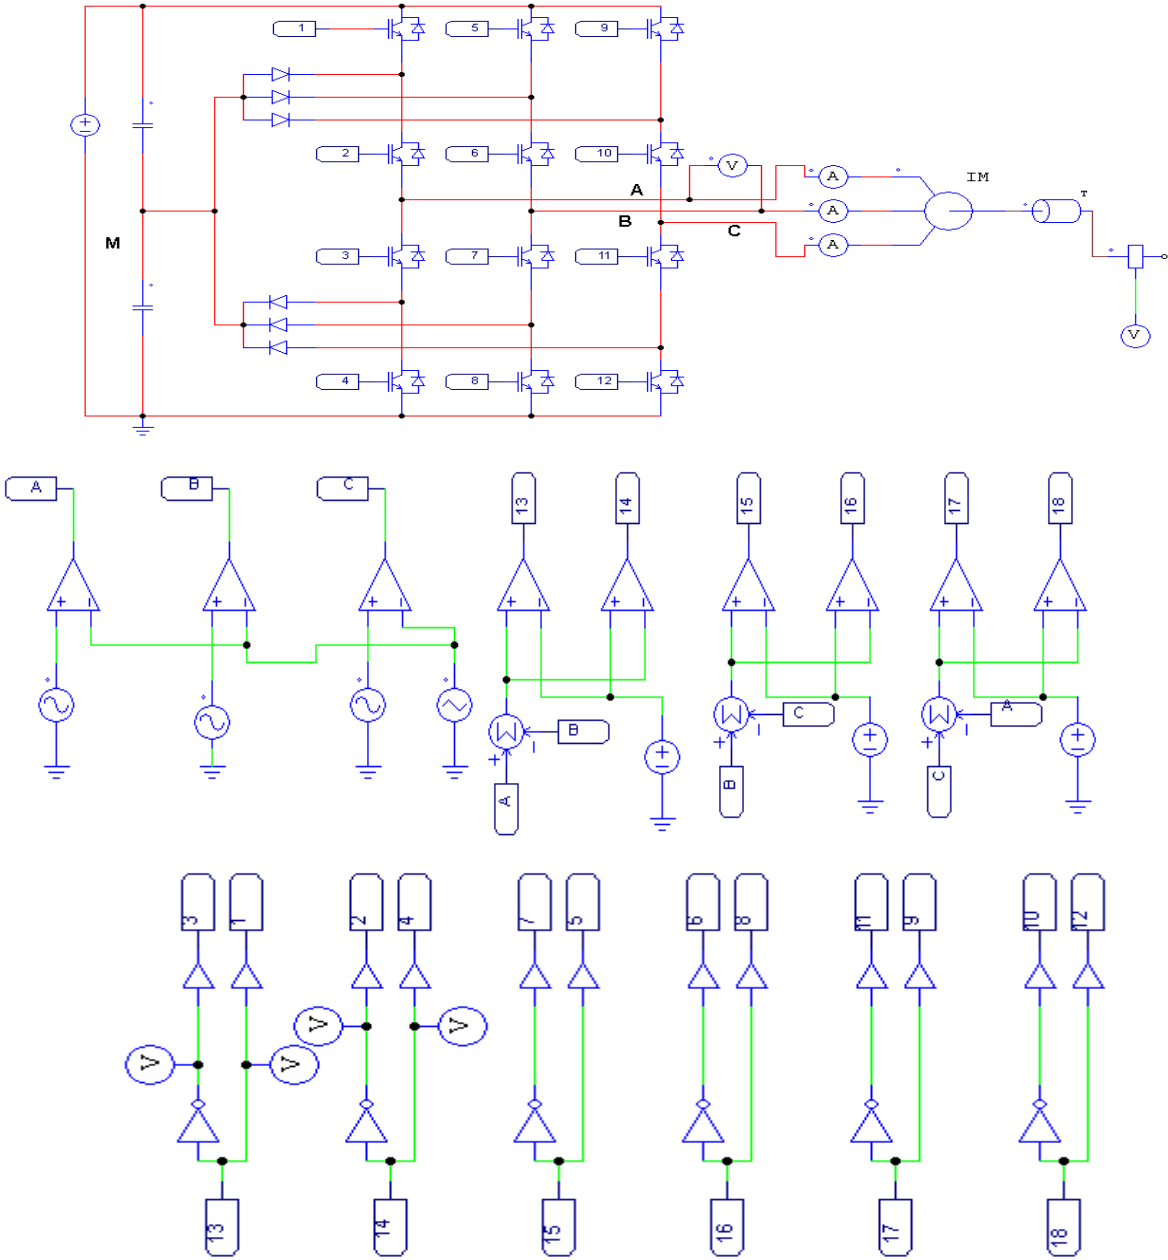 1 5 9
2 6 10
V
A
A IM
T
M B C A
A
3 7 11
V
4 8 12
A B C 13 14 15 16 17 18
+ − + − + − + − + − + − + − + − + −
B C A
+ − + − + −
A B C
3 1 2 4 7 5 6 8 11 9 10 12
V V
V V
13 14 15 16 17 18